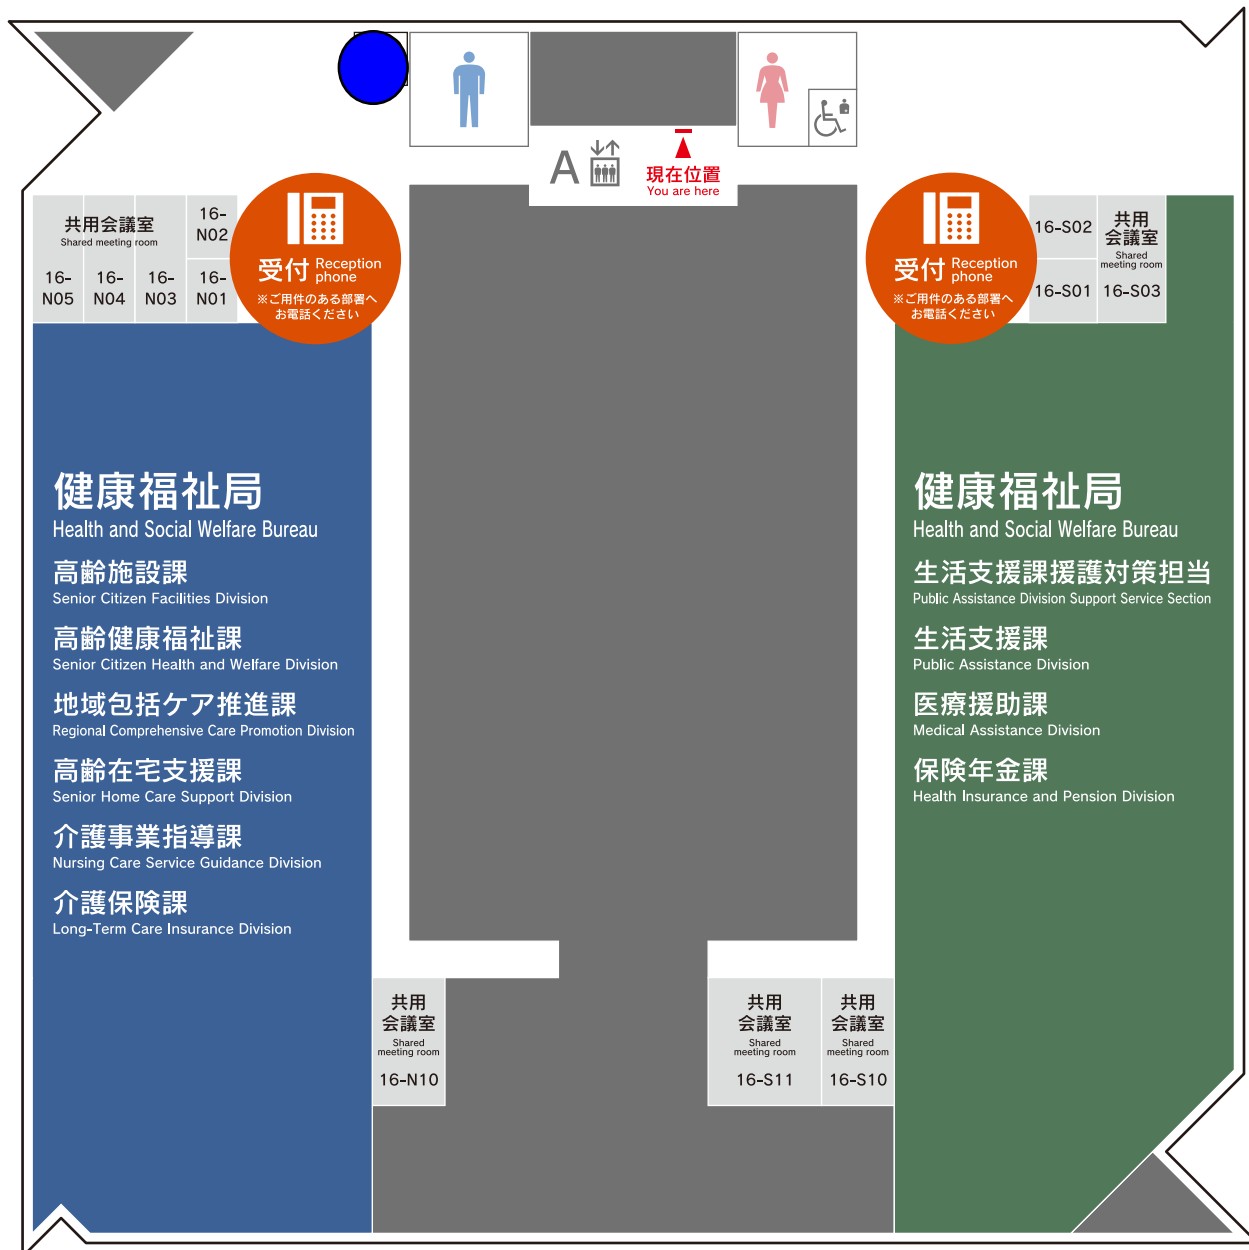 A
現在位置
You are here
共用会議室
Shared meeting room
16-
N02
16-
N05
16-
N04
16-
N03
16-
N01
受付 Reception phone
※ご用件のある部署へ
お電話ください
受付 Reception phone
※ご用件のある部署へ
お電話ください
16-S02
16-S01
共用
会議室
Shared
meeting room
16-S03
健康福祉局
Health and Social Welfare Bureau
高齢施設課
Senior Citizen Facilities Division
高齢健康福祉課
Senior Citizen Health and Welfare Division
地域包括ケア推進課
Regional Comprehensive Care Promotion Division
高齢在宅支援課
Senior Home Care Support Division
介護事業指導課
Nursing Care Service Guidance Division
介護保険課
Long-Term Care Insurance Division
健康福祉局
Health and Social Welfare Bureau
生活支援課援護対策担当
Public Assistance Division Support Service Section
生活支援課
Public Assistance Division
医療援助課
Medical Assistance Division
保険年金課
Health Insurance and Pension Division
共用
会議室
Shared
meeting room
16-N10
共用
会議室
Shared
meeting room
16-S11
共用
会議室
Shared
meeting room
16-S10